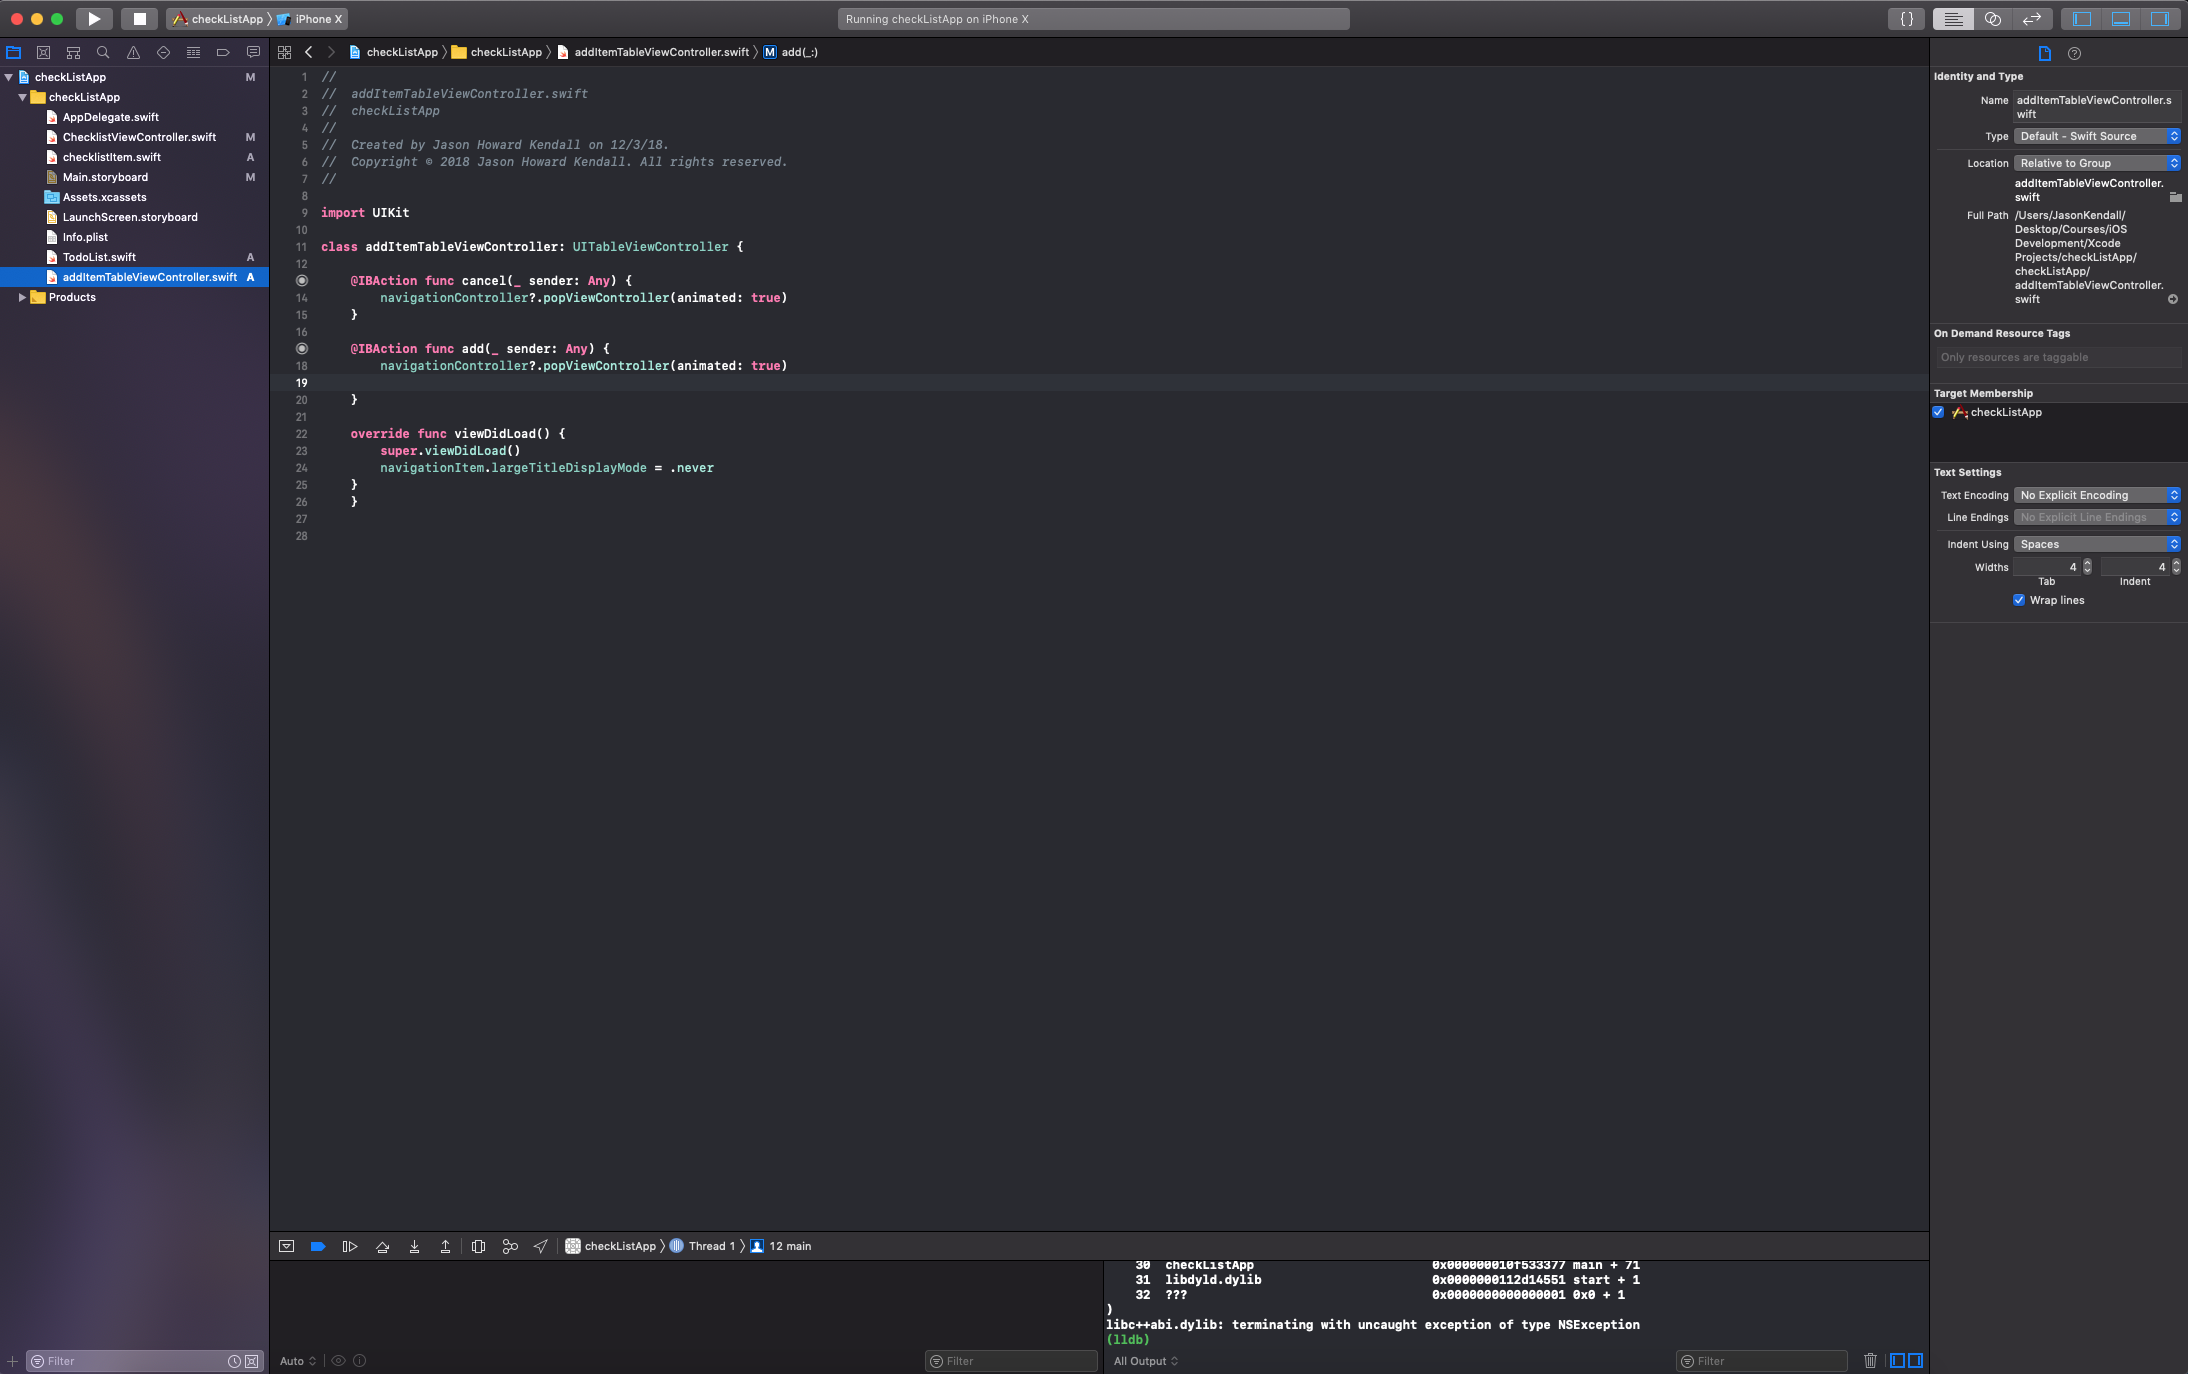 checkListApp
iPhone X
Running checkListApp on iPhone X
{ }
checkListApp
checkListApp
addItemTableViewController.swift
M
add(_:)
checkListApp M
checkListApp
AppDelegate.swift
ChecklistViewController.swift M
checklistItem.swift A
Main.storyboard M
Assets.xcassets
LaunchScreen.storyboard
Info.plist
TodoList.swift A
addItemTableViewController.swift A
Products
1 //
2 // addItemTableViewController.swift
3 // checkListApp
4 //
5 // Created by Jason Howard Kendall on 12/3/18.
6 // Copyright © 2018 Jason Howard Kendall. All rights reserved.
7 //
8
9 import UIKit
10
11 class addItemTableViewController: UITableViewController {
12
@IBAction func cancel(_ sender: Any) {
14 navigationController?.popViewController(animated: true)
15 }
16
@IBAction func add(_ sender: Any) {
18 navigationController?.popViewController(animated: true)
19
20 }
21
22 override func viewDidLoad() {
23 super.viewDidLoad()
24 navigationItem.largeTitleDisplayMode = .never
25 }
26 }
27
28
Identity and Type
Name addItemTableViewController.s
wift
Type Default - Swift Source
Location Relative to Group
addItemTableViewController.
swift
Full Path /Users/JasonKendall/
Desktop/Courses/iOS
Development/Xcode
Projects/checkListApp/
checkListApp/
addItemTableViewController.
swift
On Demand Resource Tags
Only resources are taggable
Target Membership
checkListApp
Text Settings
Text Encoding No Explicit Encoding
Line Endings No Explicit Line Endings
Indent Using Spaces
Widths 4 4
Tab Indent
Wrap lines
checkListApp
Thread 1
12 main
30 checkListApp 0x000000010f533377 main + 71
31 libdyld.dylib 0x0000000112d14551 start + 1
32 ??? 0x0000000000000001 0x0 + 1
)
libc++abi.dylib: terminating with uncaught exception of type NSException
(lldb)
Filter
Auto
Filter
All Output
Filter